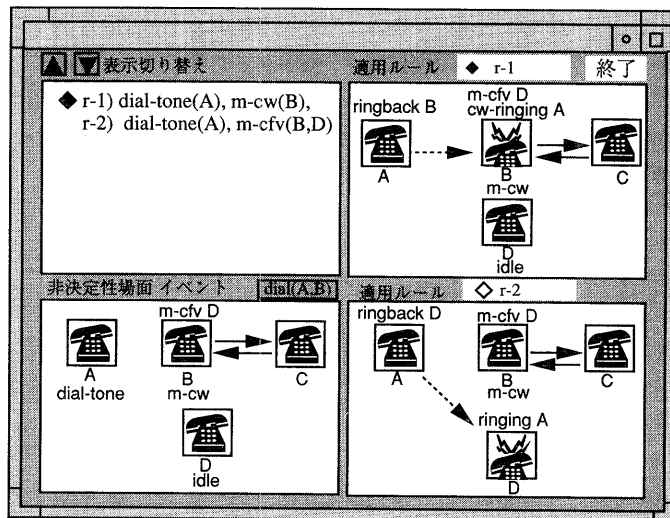 表示切り替え
◆ r-1) dial-tone(A), m-cw(B),
r-2) dial-tone(A), m-cfv(B,D)
適用ルール ◆ r-1 終了
m-cfv D
ringback B cw-ringing A
A B C
m-cw
D
idle
非決定性場面 イベント dial(A,B)
m-cfv D
A B C
dial-tone m-cw
D
idle
適用ルール ◇ r-2
ringback D m-cfv D
A B C
m-cw
ringing A
D